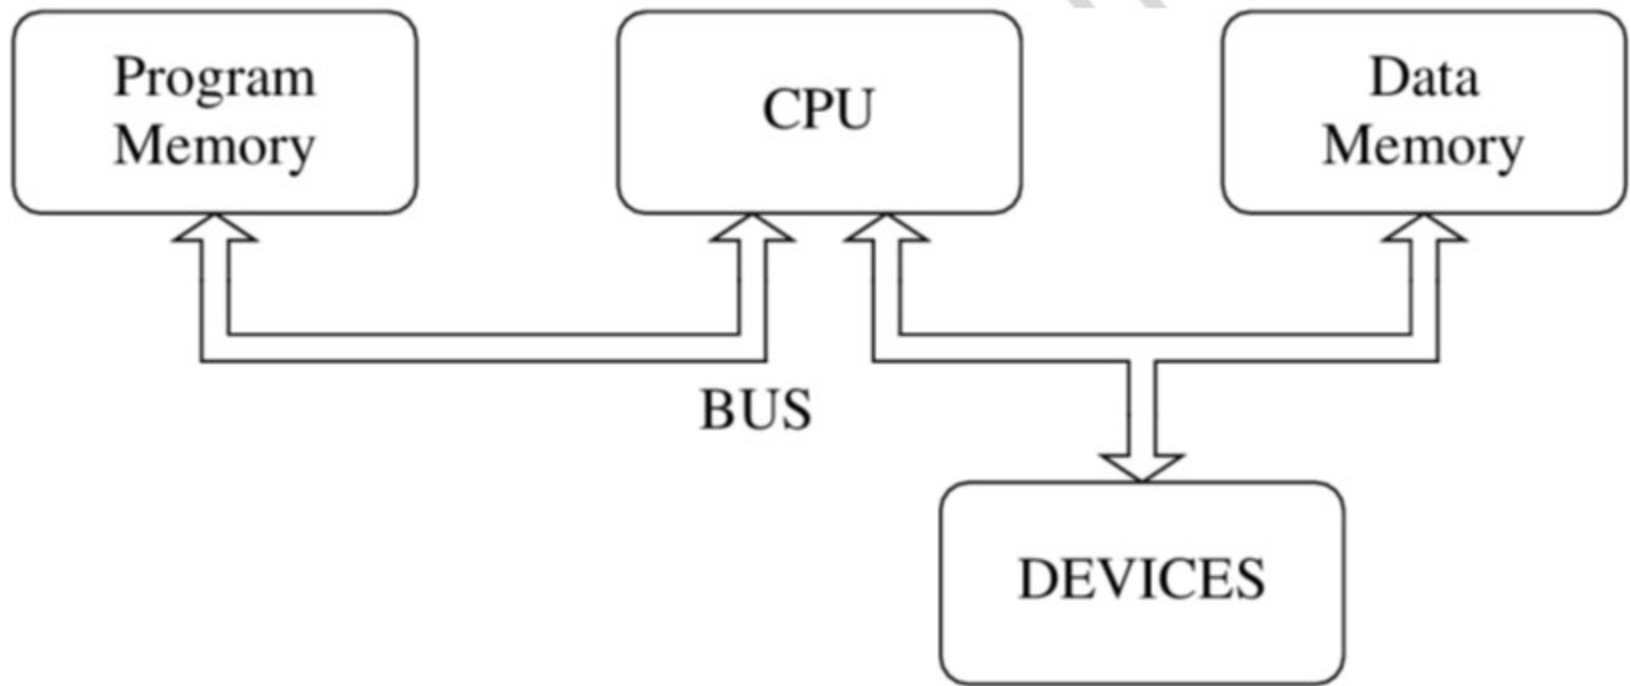 Program
Memory
CPU
Data
Memory
BUS
DEVICES